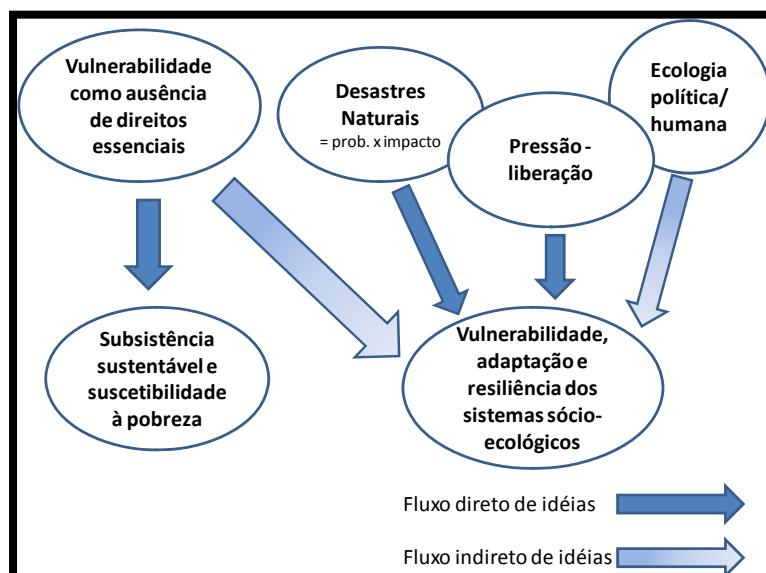 Vulnerabilidade
como ausência
de direitos
essenciais
Desastres
Naturais
= prob. x impacto
Pressão -
liberação
Ecologia
política/
humana
Subsistência
sustentável e
suscetibilidade
à pobreza
Vulnerabilidade,
adaptação e
resiliência dos
sistemas sócio-
ecológicos
Fluxo direto de idéias
Fluxo indireto de idéias